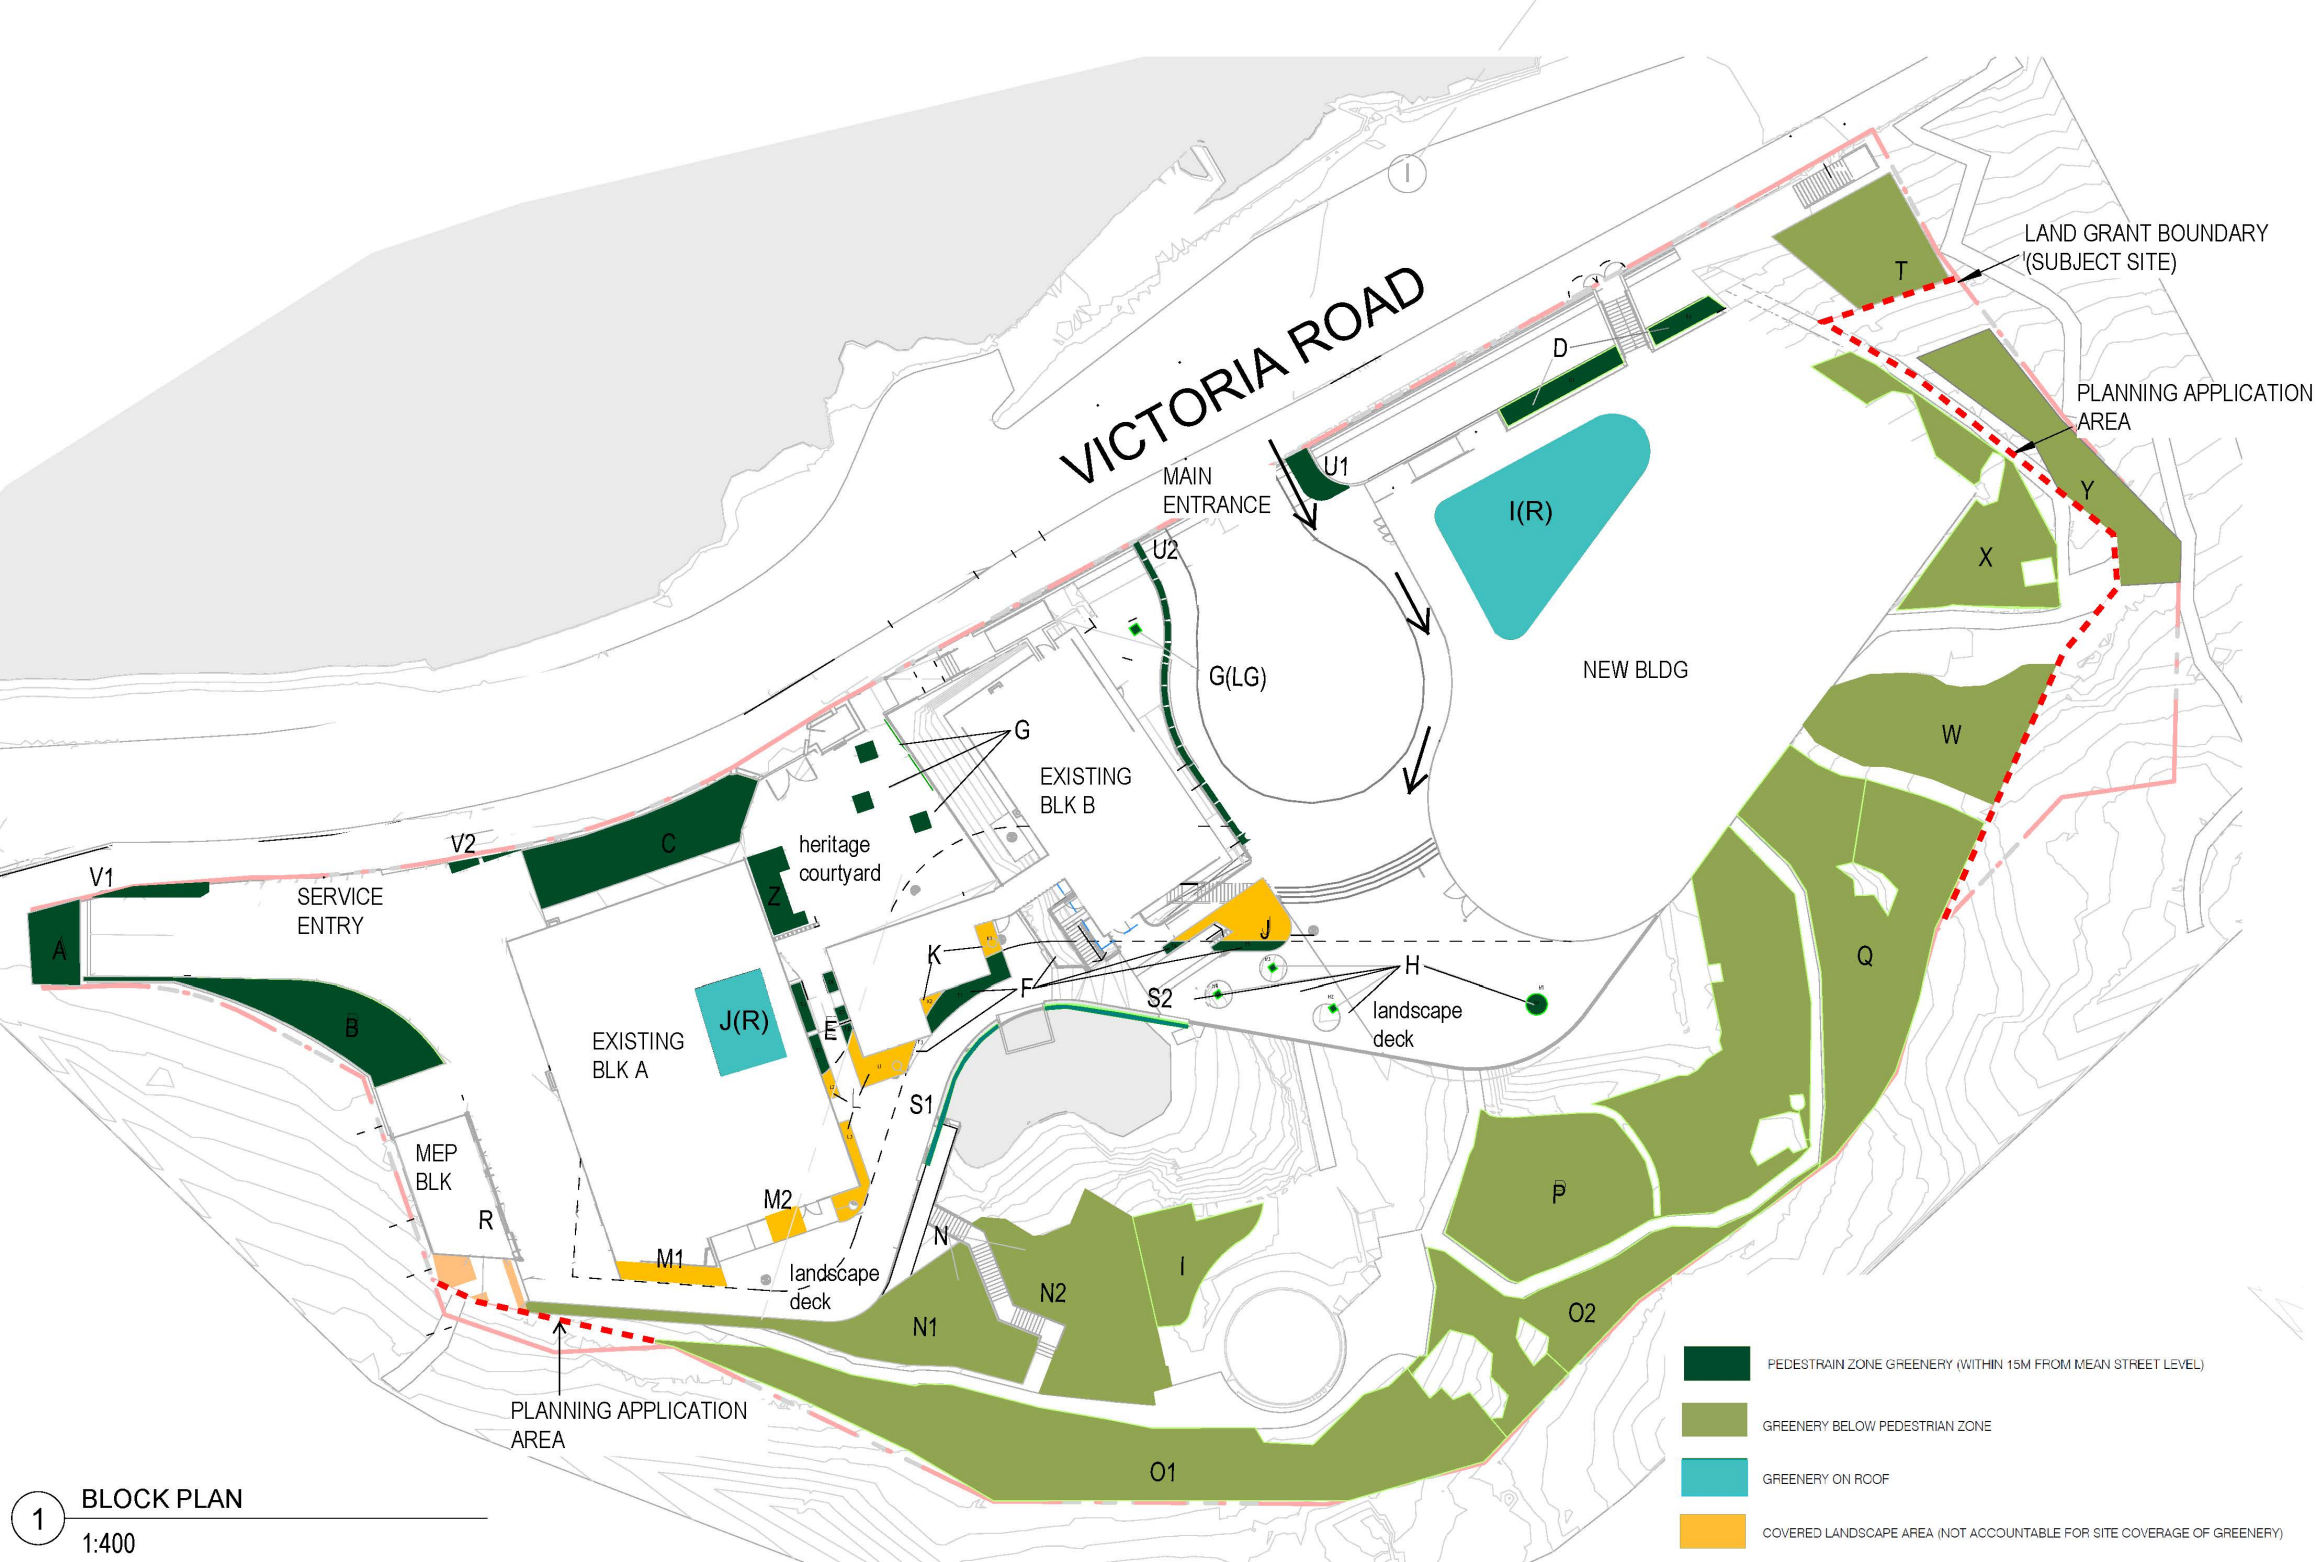 I
LAND GRANT BOUNDARY
(SUBJECT SITE)
T
VICTORIA ROAD
D
PLANNING APPLICATION
AREA
MAIN
ENTRANCE
U1
I(R)
Y
U2
X
G(LG)
NEW BLDG
G
W
EXISTING
BLK B
V2
C
heritage
courtyard
V1
SERVICE
ENTRY
Z
A
K
J
Q
F
H
S2
B
J(R)
E
EXISTING
BLK A
landscape
deck
L
S1
MEP
BLK
R
M2
P
N
M1
landscape
deck
I
N2
N1
O2
PLANNING APPLICATION
AREA
O1
PEDESTRAIN ZONE GREENERY (WITHIN 15M FROM MEAN STREET LEVEL)
GREENERY BELOW PEDESTRIAN ZONE
GREENERY ON ROOF
COVERED LANDSCAPE AREA (NOT ACCOUNTABLE FOR SITE COVERAGE OF GREENERY)
1
BLOCK PLAN
1:400